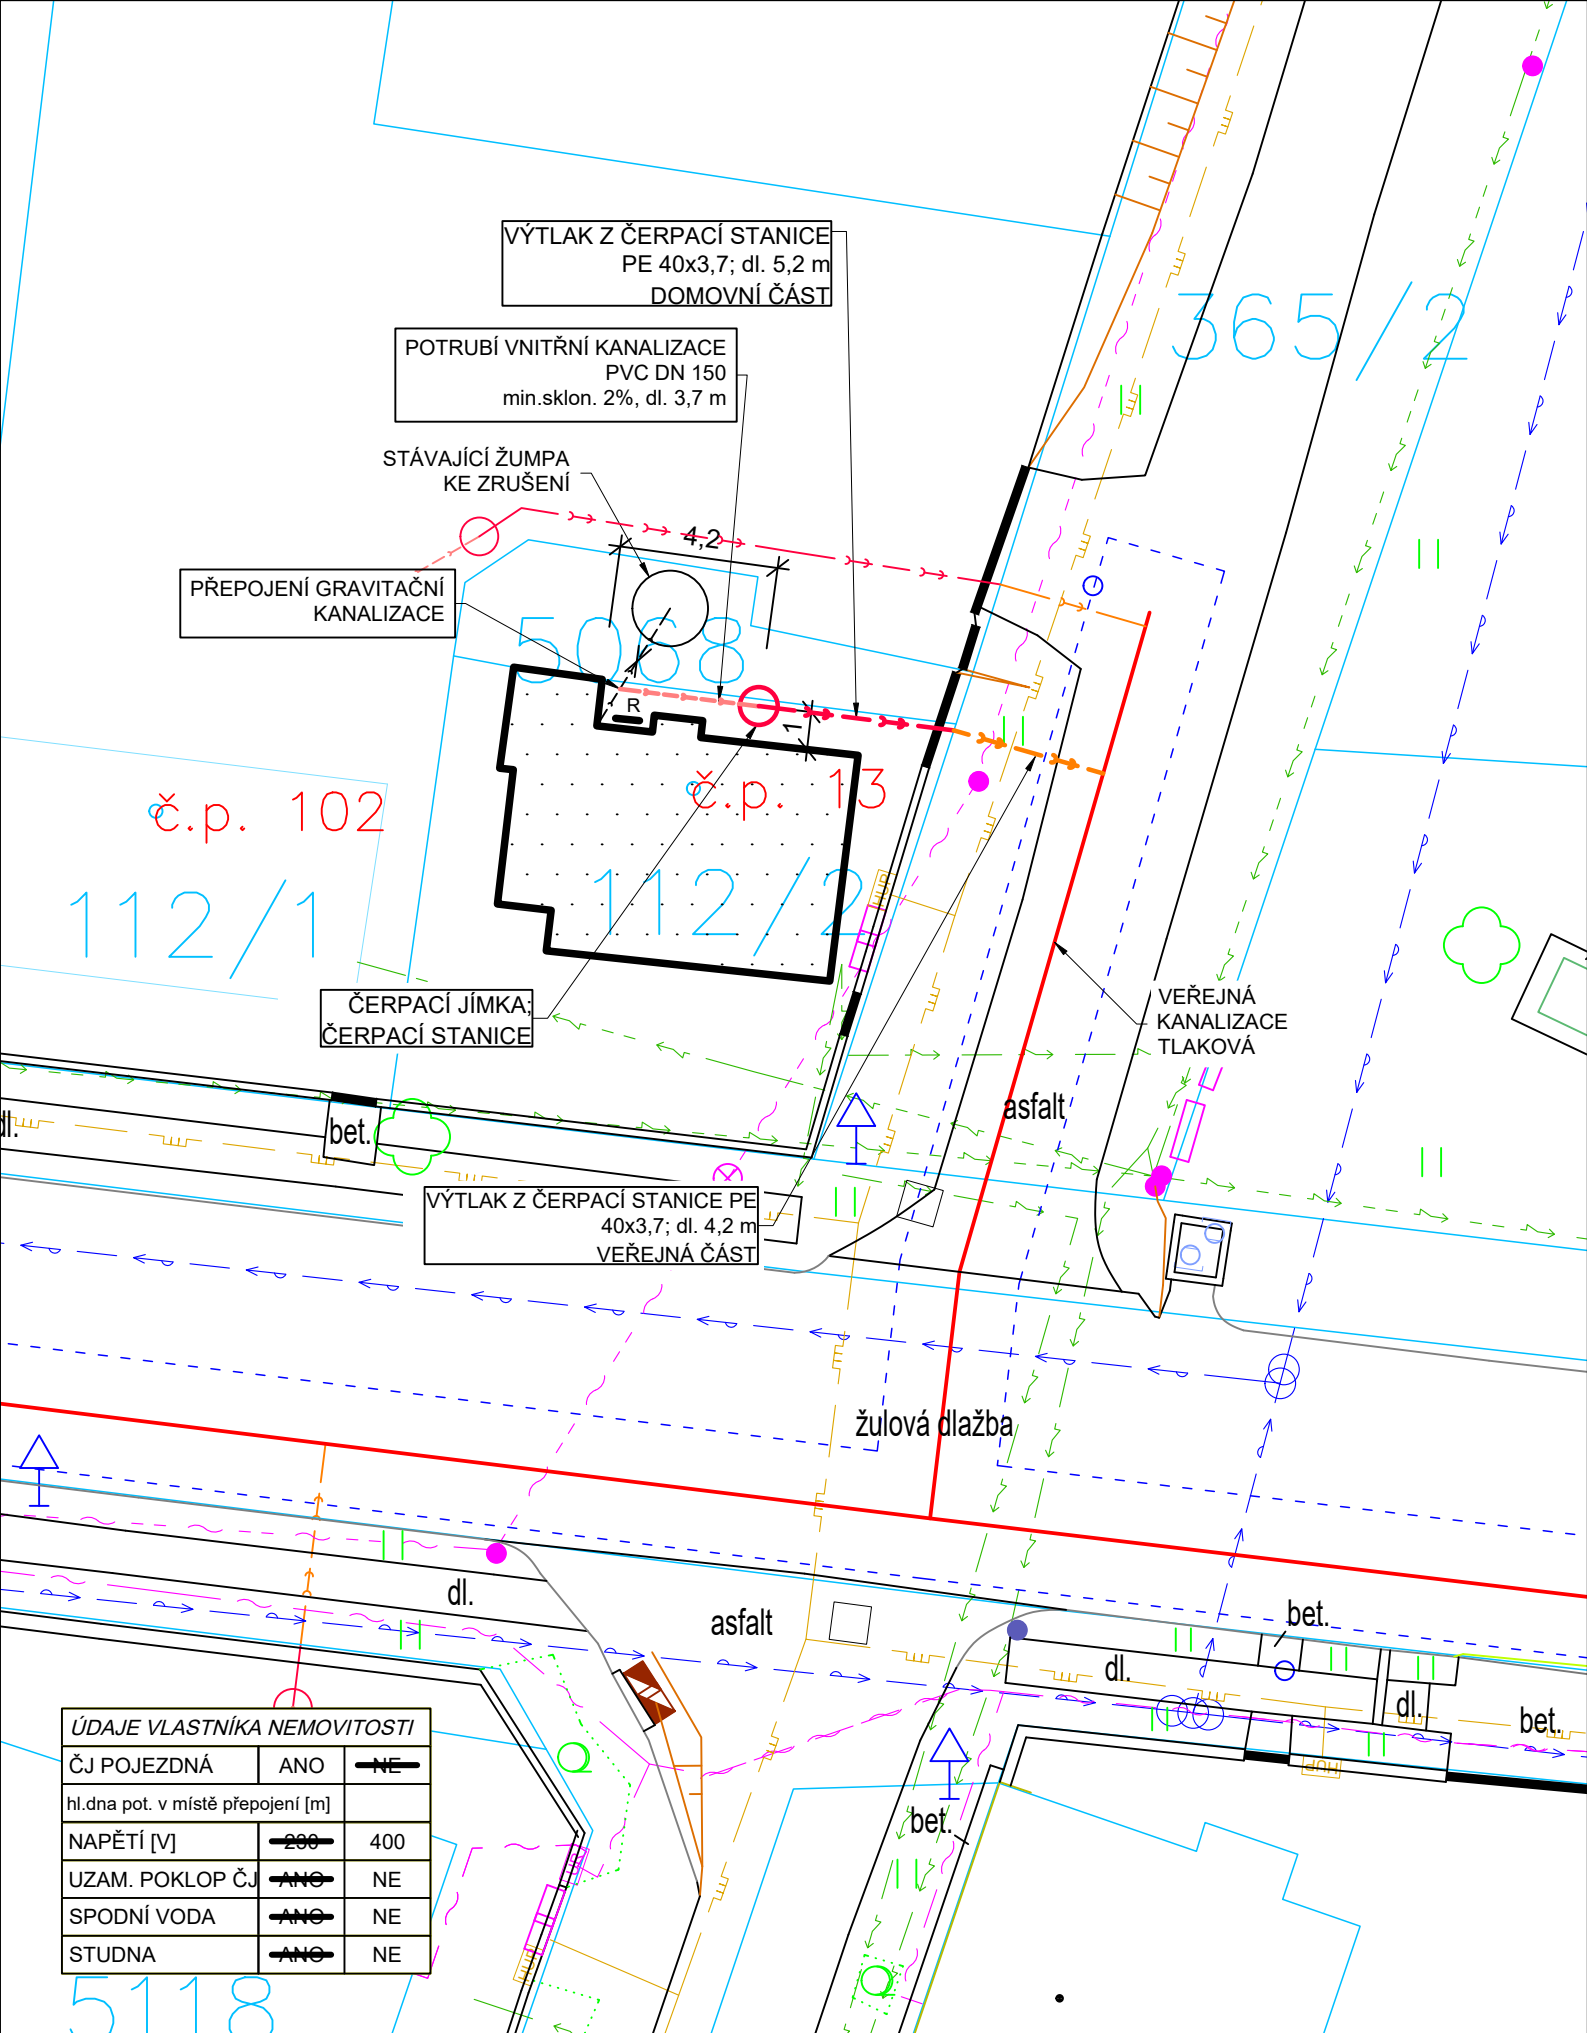 VÝTLAK Z ČERPACÍ STANICE
PE 40x3,7; dl. 5,2 m
DOMOVNÍ ČÁST
365/2
POTRUBÍ VNITŘNÍ KANALIZACE
PVC DN 150
min.sklon. 2%, dl. 3,7 m
STÁVAJÍCÍ ŽUMPA
KE ZRUŠENÍ
4,2
PŘEPOJENÍ GRAVITAČNÍ
KANALIZACE
5068
R
1
č.p. 102
č.p. 13
112/1
112/2
HUP
ČERPACÍ JÍMKA;
ČERPACÍ STANICE
VEŘEJNÁ
KANALIZACE
TLAKOVÁ
asfalt
dl.
bet.
VÝTLAK Z ČERPACÍ STANICE PE
40x3,7; dl. 4,2 m
VEŘEJNÁ ČÁST
žulová dlažba
dl.
asfalt
bet.
dl.
dl.
bet.
HUP
bet.
ÚDAJE VLASTNÍKA NEMOVITOSTI
ČJ POJEZDNÁ ANO NE
hl.dna pot. v místě přepojení [m]
NAPĚTÍ [V] 230 400
UZAM. POKLOP ČJ ANO NE
SPODNÍ VODA ANO NE
STUDNA ANO NE
HUP
5118